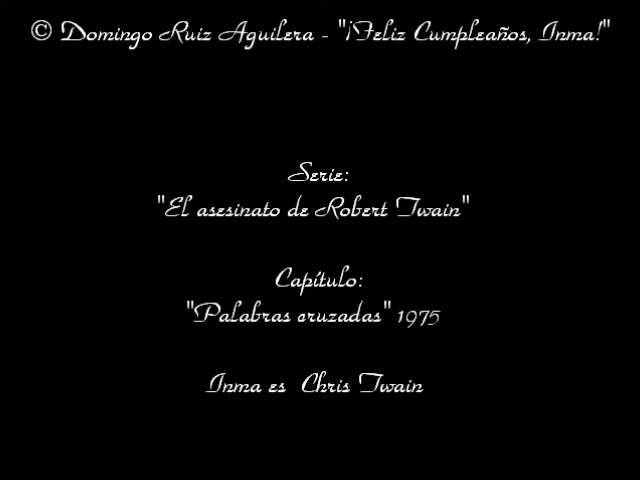 © Domingo Ruiz Aguilera - "¡Feliz Cumpleaños, Inma!"
Serie:
"El asesinato de Robert Twain"
Capítulo:
"Palabras cruzadas" 1975
Inma es Chris Twain